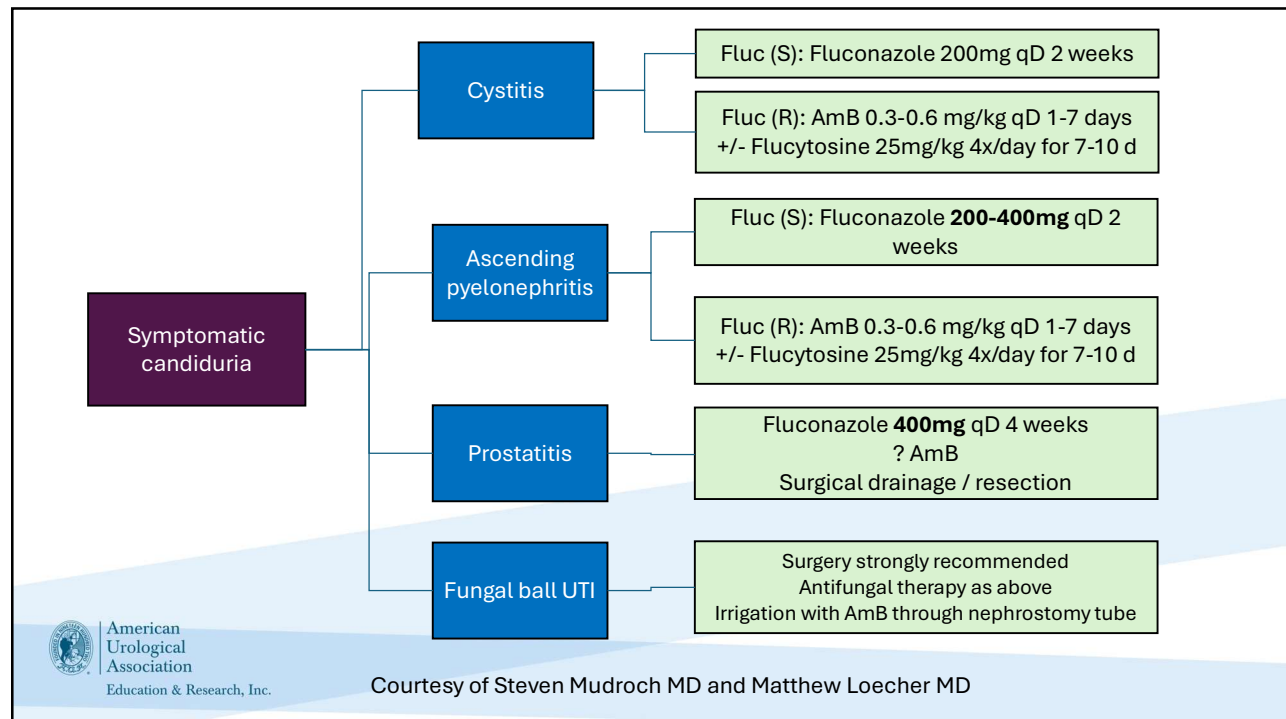 Symptomatic
candiduria
Cystitis
Fluc (S): Fluconazole 200mg qD 2 weeks
Fluc (R): AmB 0.3-0.6 mg/kg qD 1-7 days
+/- Flucytosine 25mg/kg 4x/day for 7-10 d
Ascending
pyelonephritis
Fluc (S): Fluconazole 200-400mg qD 2
weeks
Fluc (R): AmB 0.3-0.6 mg/kg qD 1-7 days
+/- Flucytosine 25mg/kg 4x/day for 7-10 d
Prostatitis
Fluconazole 400mg qD 4 weeks
? AmB
Surgical drainage / resection
Fungal ball UTI
Surgery strongly recommended
Antifungal therapy as above
Irrigation with AmB through nephrostomy tube
American
Urological
Association
Education & Research, Inc.
Courtesy of Steven Mudroch MD and Matthew Loecher MD